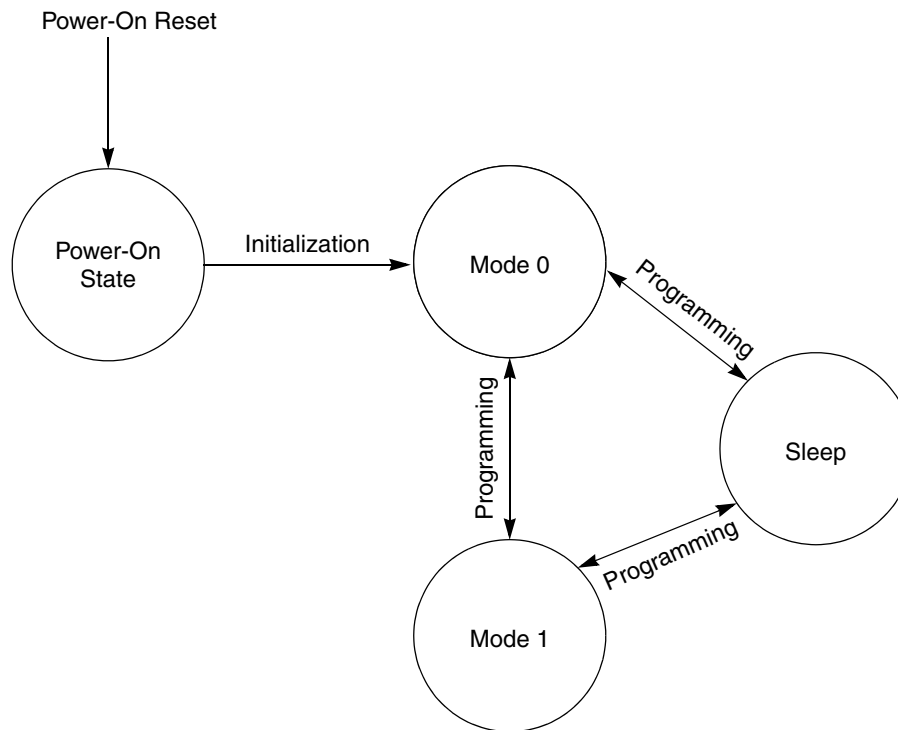 Power-On Reset
Power-On
State
Initialization
Mode 0
Programming
Programming
Sleep
Programming
Mode 1